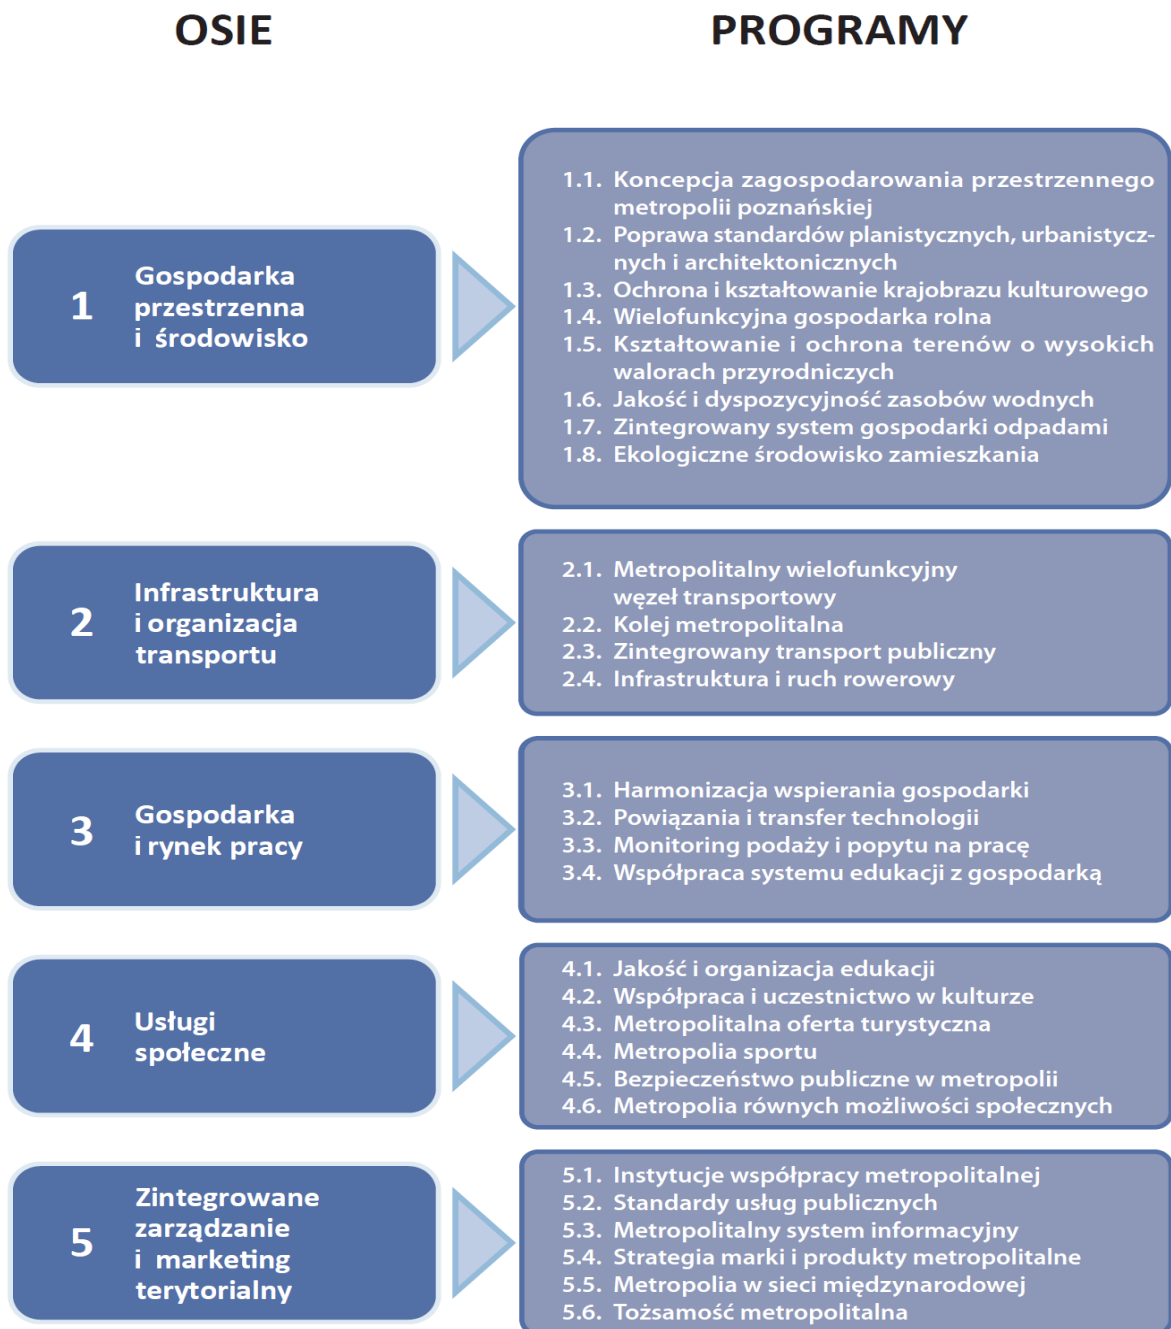 OSIE
PROGRAMY
1
Gospodarka
przestrzenna
i środowisko
1.1. Koncepcja zagospodarowania przestrzennego
metropolii poznańskiej
1.2. Poprawa standardów planistycznych, urbanistycz-
nych i architektonicznych
1.3. Ochrona i kształtowanie krajobrazu kulturowego
1.4. Wielofunkcyjna gospodarka rolna
1.5. Kształtowanie i ochrona terenów o wysokich
walorach przyrodniczych
1.6. Jakość i dyspozycyjność zasobów wodnych
1.7. Zintegrowany system gospodarki odpadami
1.8. Ekologiczne środowisko zamieszkania
2
Infrastruktura
i organizacja
transportu
2.1. Metropolitalny wielofunkcyjny
węzeł transportowy
2.2. Kolej metropolitalna
2.3. Zintegrowany transport publiczny
2.4. Infrastruktura i ruch rowerowy
3
Gospodarka
i rynek pracy
3.1. Harmonizacja wspierania gospodarki
3.2. Powiązania i transfer technologii
3.3. Monitoring podaży i popytu na pracę
3.4. Współpraca systemu edukacji z gospodarką
4
Usługi
społeczne
4.1. Jakość i organizacja edukacji
4.2. Współpraca i uczestnictwo w kulturze
4.3. Metropolitalna oferta turystyczna
4.4. Metropolia sportu
4.5. Bezpieczeństwo publiczne w metropolii
4.6. Metropolia równych możliwości społecznych
5
Zintegrowane
zarządzanie
i marketing
terytorialny
5.1. Instytucje współpracy metropolitalnej
5.2. Standardy usług publicznych
5.3. Metropolitalny system informacyjny
5.4. Strategia marki i produkty metropolitalne
5.5. Metropolia w sieci międzynarodowej
5.6. Tożsamość metropolitalna